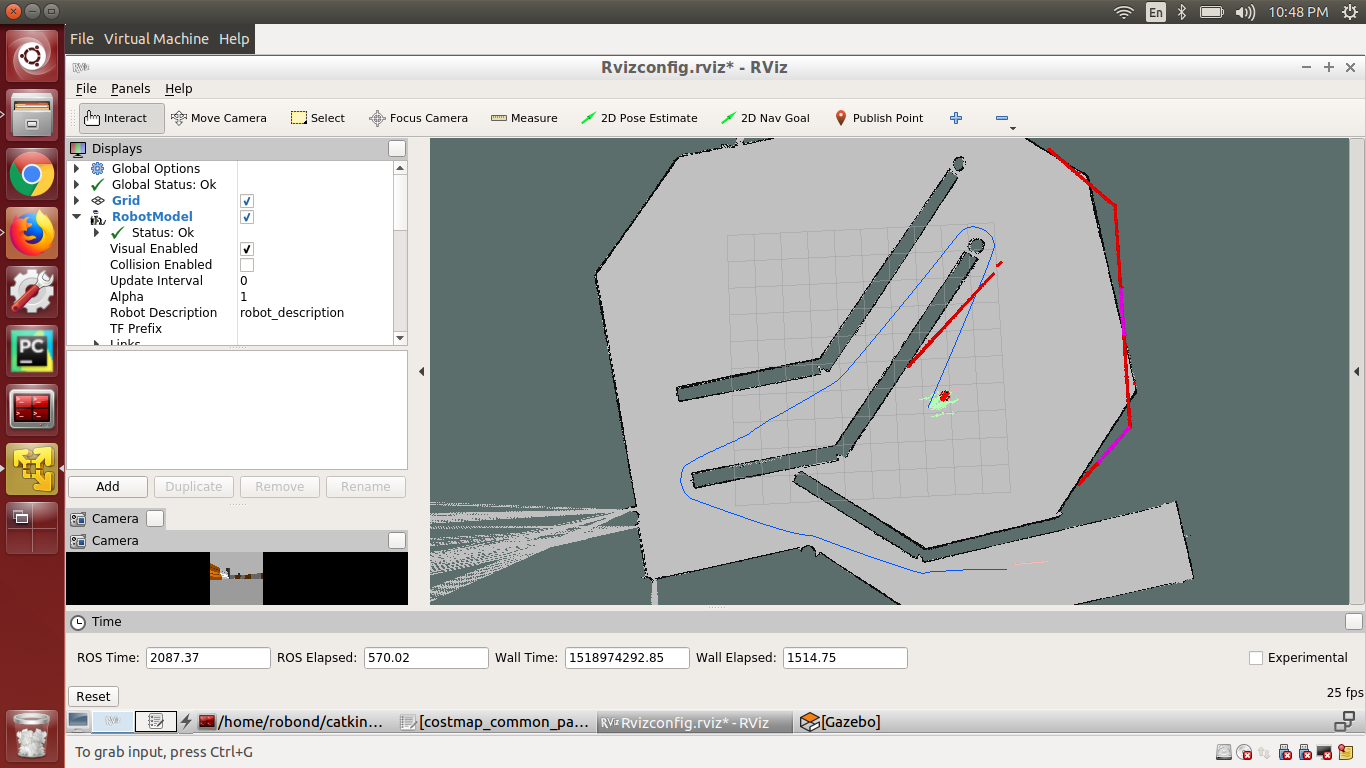 En
10:48 PM
File Virtual Machine Help
RViz
Rvizconfig.rviz* - RViz
File Panels Help
Interact Move Camera Select Focus Camera Measure 2D Pose Estimate 2D Nav Goal Publish Point
Displays
Global Options
Global Status: Ok
Grid
RobotModel
Status: Ok
Visual Enabled
Collision Enabled
Update Interval 0
Alpha 1
Robot Description robot_description
TF Prefix
Links
Add Duplicate Remove Rename
Camera
Camera
PC
Time
ROS Time: 2087.37 ROS Elapsed: 570.02 Wall Time: 1518974292.85 Wall Elapsed: 1514.75 Experimental
Reset 25 fps
/home/robond/catkin... [costmap_common_pa... RViz Rvizconfig.rviz* - RViz [Gazebo]
To grab input, press Ctrl+G